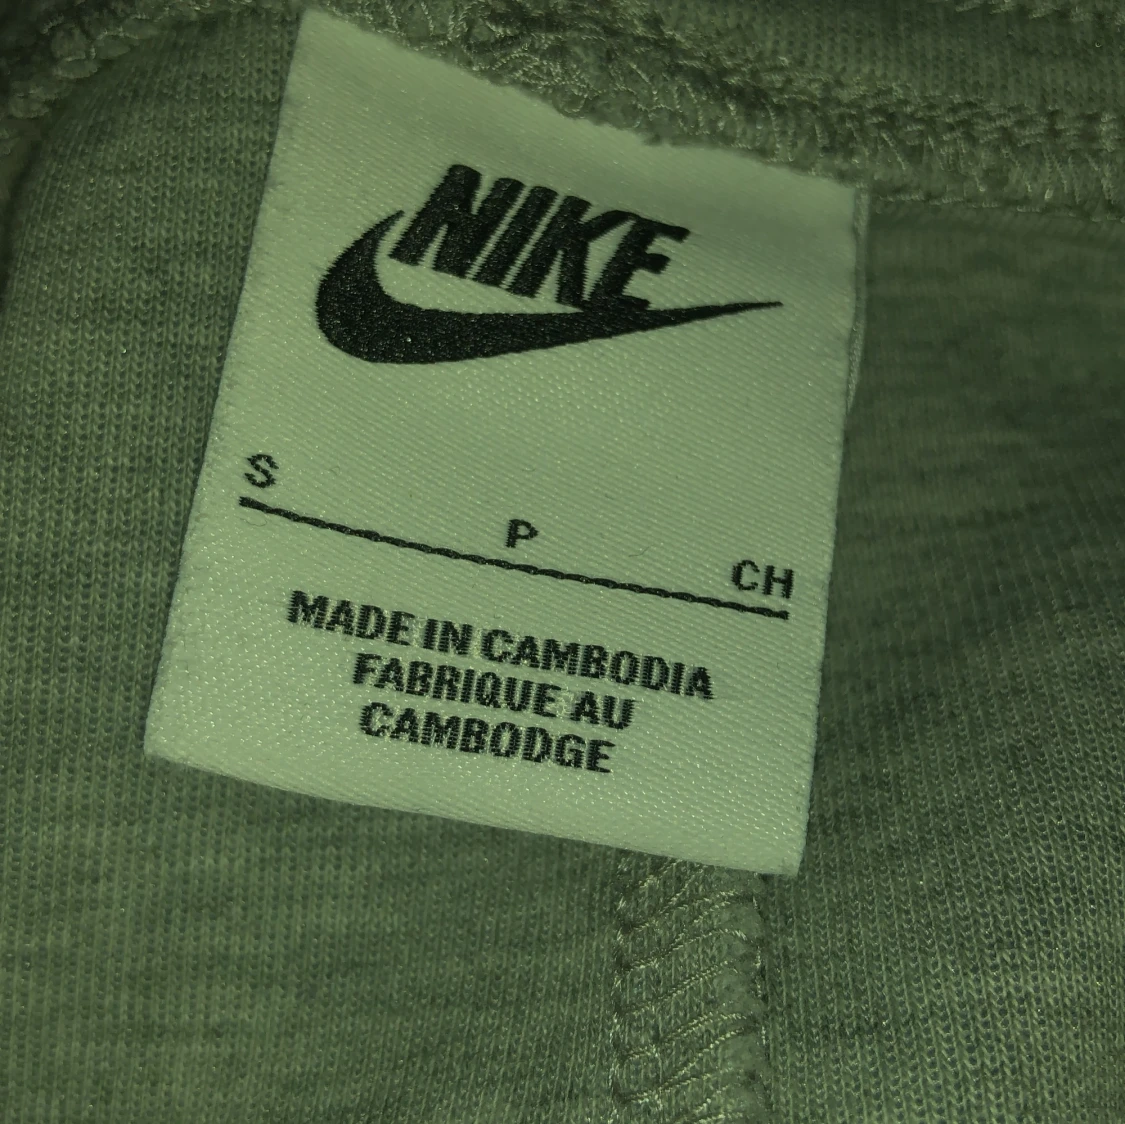 NIKE
S P CH
MADE IN CAMBODIA
FABRIQUE AU
CAMBODGE